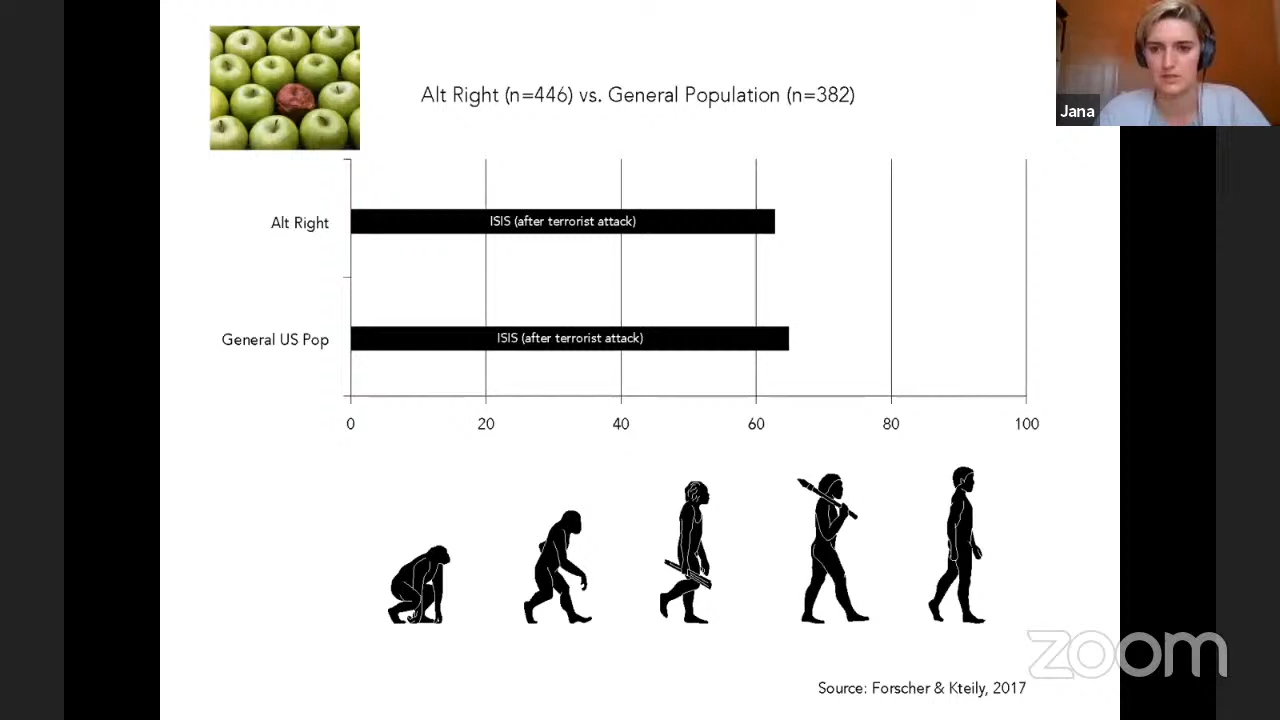 Jana
Alt Right (n=446) vs. General Population (n=382)
Alt Right
ISIS (after terrorist attack)
General US Pop
ISIS (after terrorist attack)
0 20 40 60 80 100
zoom
Source: Forscher & Kteily, 2017